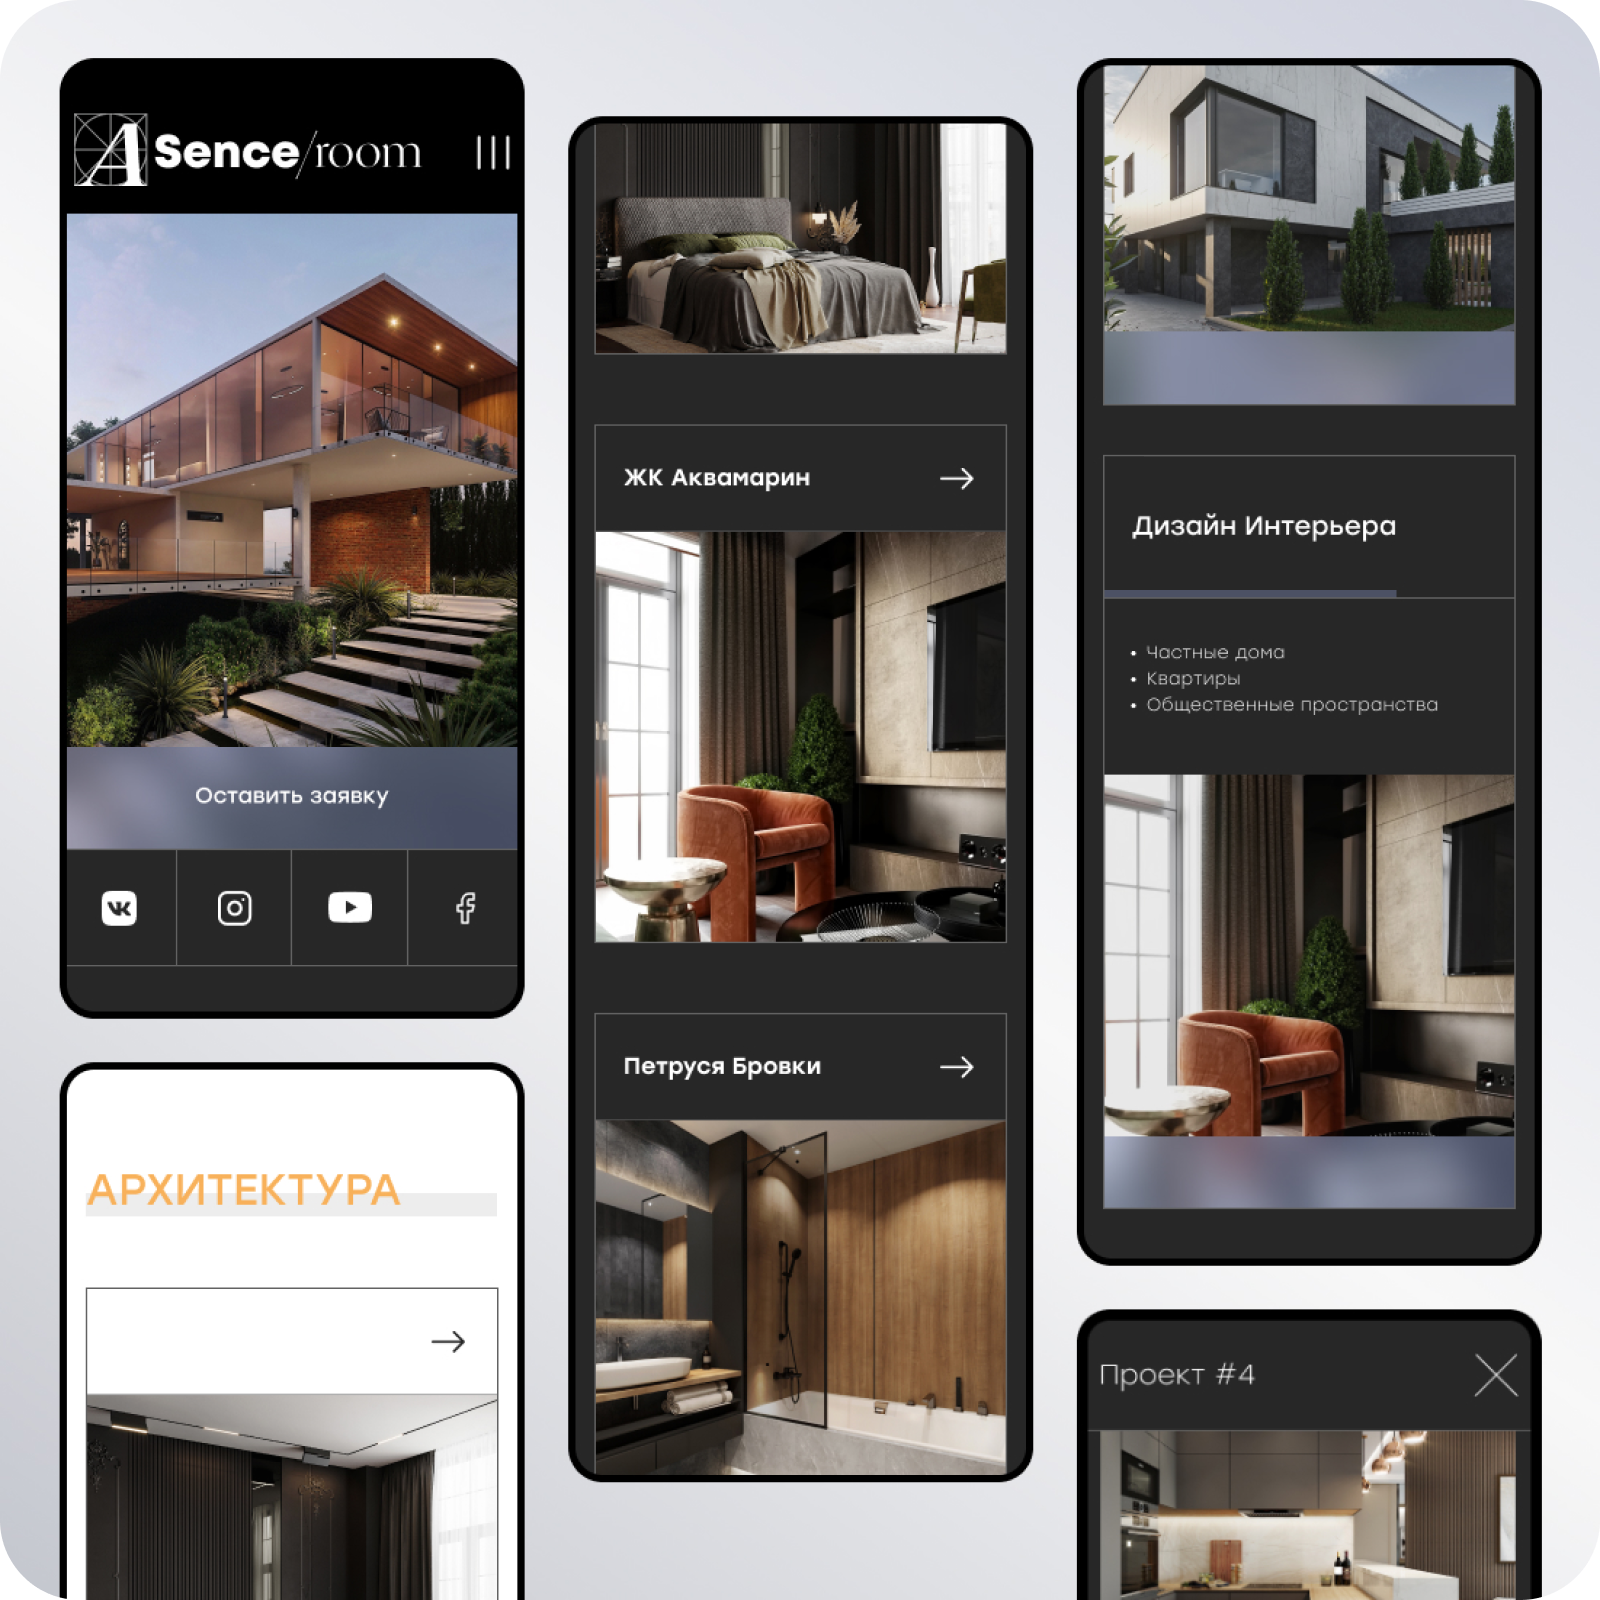 A Sence/room
Оставить заявку
АРХИТЕКТУРА
ЖК Аквамарин
Петруся Бровки
Дизайн Интерьера
• Частные дома
• Квартиры
• Общественные пространства
Проект #4